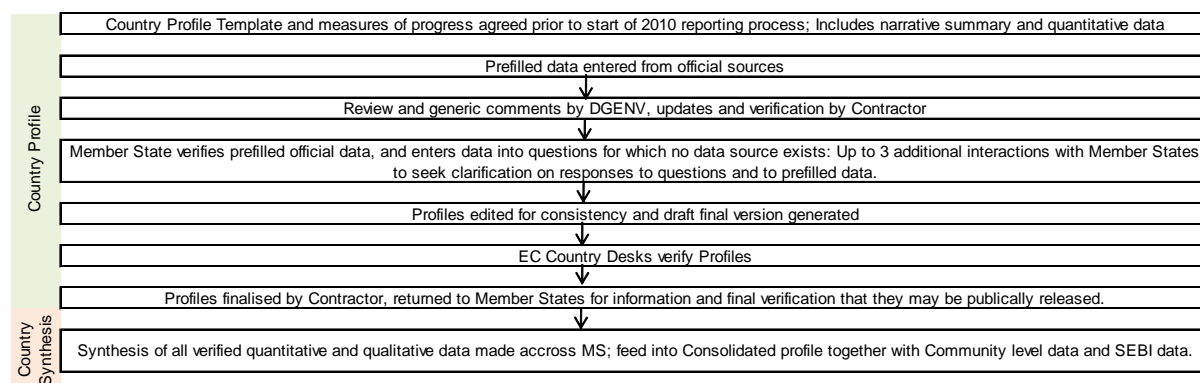 Country Profile Template and measures of progress agreed prior to start of 2010 reporting process; Includes narrative summary and quantitative data
Prefilled data entered from official sources
Review and generic comments by DGENV, updates and verification by Contractor
Country Profile
Member State verifies prefilled official data, and enters data into questions for which no data source exists: Up to 3 additional interactions with Member States
to seek clarification on responses to questions and to prefilled data.
Profiles edited for consistency and draft final version generated
EC Country Desks verify Profiles
Profiles finalised by Contractor, returned to Member States for information and final verification that they may be publically released.
Country
Synthesis
Synthesis of all verified quantitative and qualitative data made accross MS; feed into Consolidated profile together with Community level data and SEBI data.